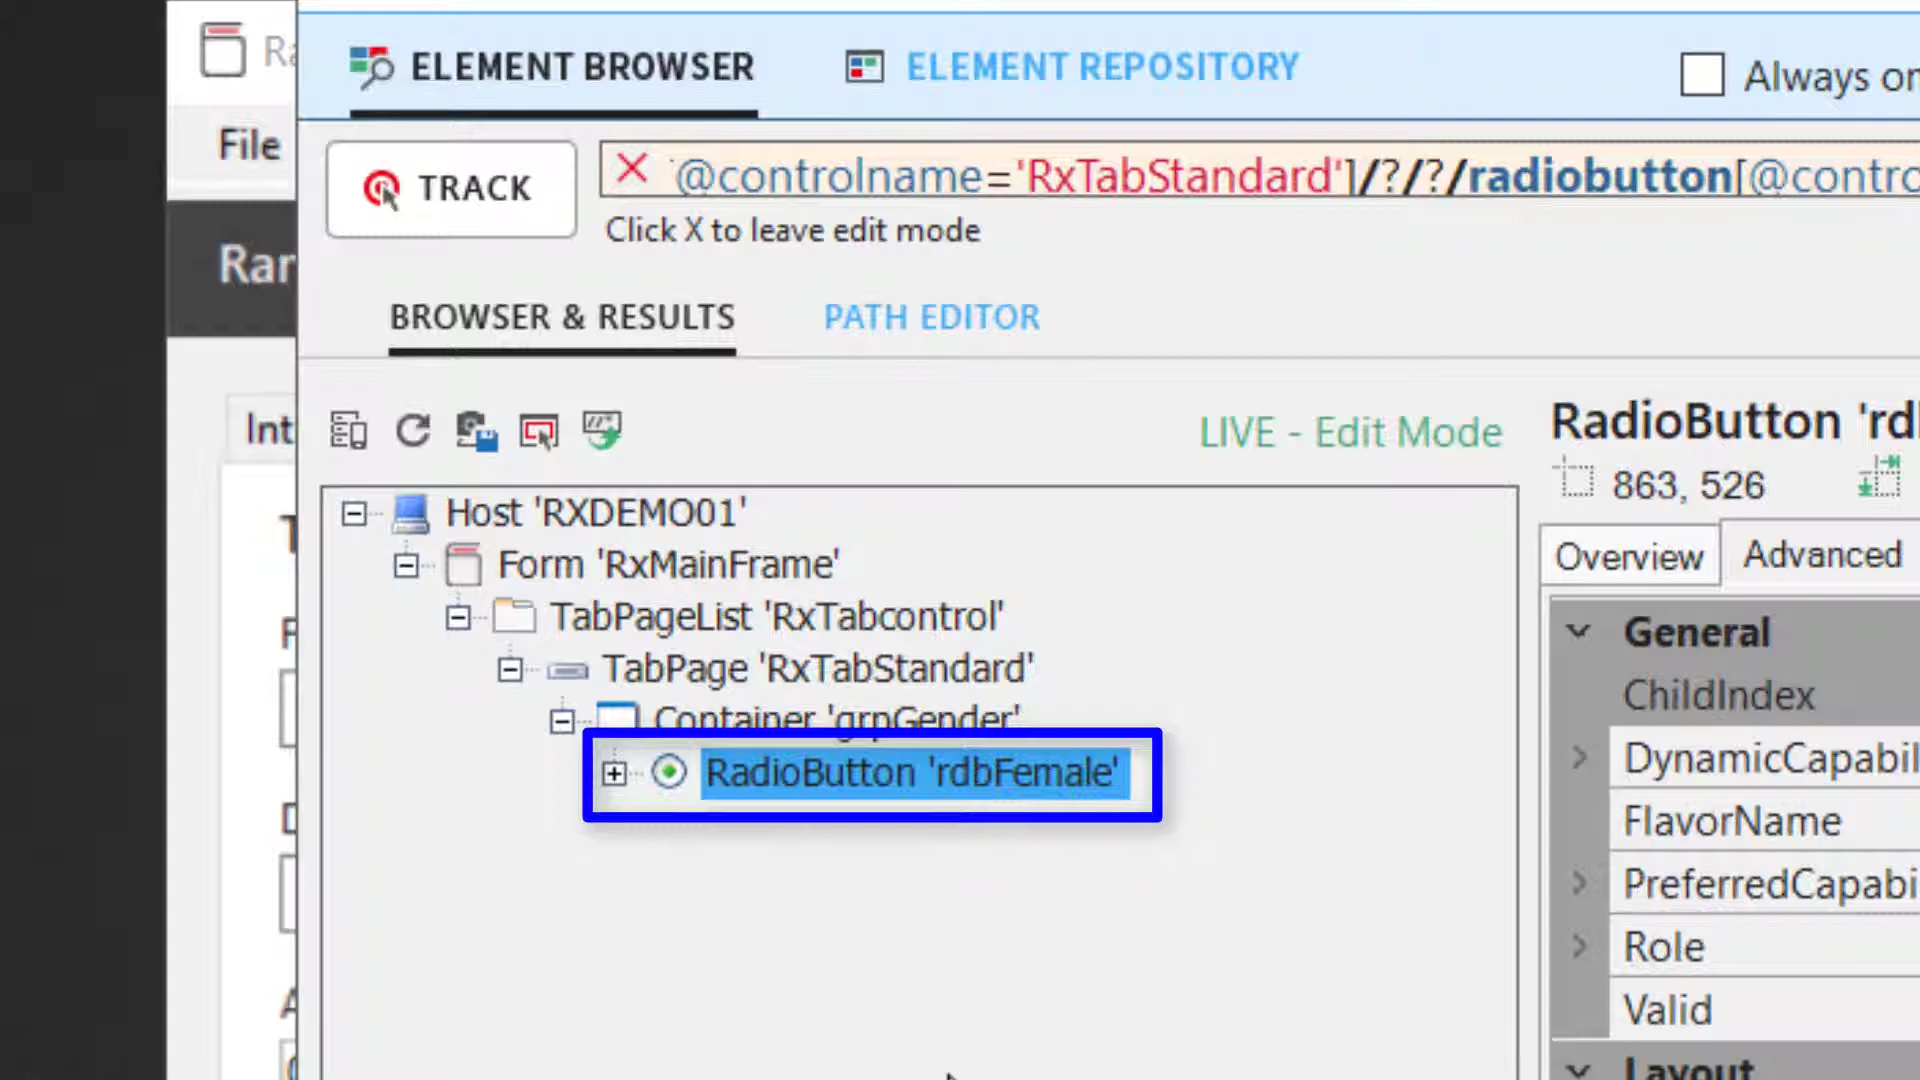 ELEMENT BROWSER
ELEMENT REPOSITORY
Always
File
TRACK
@controlname='RxTabStandard']/?/?/radiobutton[@contro
Click X to leave edit mode
BROWSER & RESULTS
PATH EDITOR
Int
LIVE - Edit Mode
RadioButton 'rd
863, 526
Overview
Advanced
Host 'RXDEMO01'
Form 'RxMainFrame'
TabPageList 'RxTabcontrol'
TabPage 'RxTabStandard'
Container 'grpGender'
RadioButton 'rdbFemale'
General
ChildIndex
DynamicCapabil
FlavorName
PreferredCapabi
Role
Valid
Layout